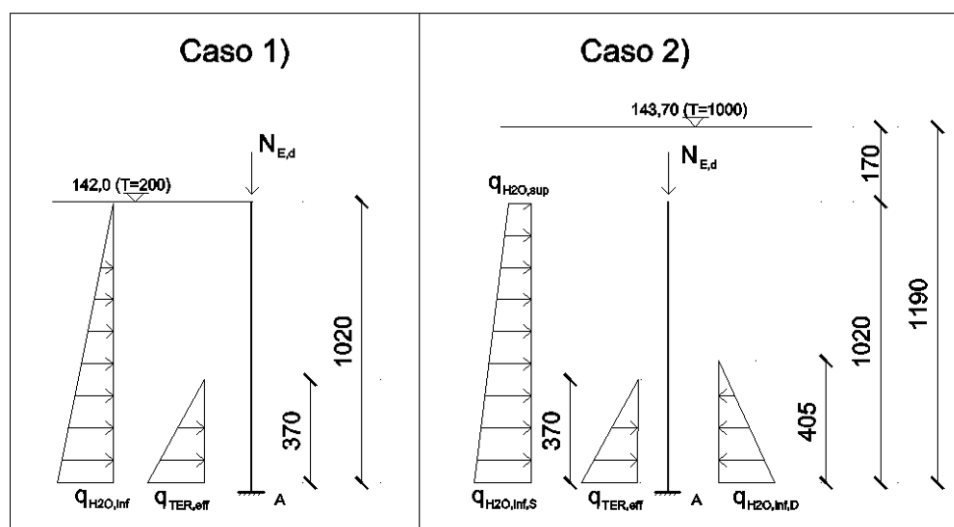 Caso 1)
N E,d
142,0 (T=200)
1020
370
q H2O,inf
q TER,eff
A
Caso 2)
143,70 (T=1000)
N E,d
170
q H2O,sup
1020
1190
370
405
q H2O,inf,S
q TER,eff
A
q H2O,inf,D